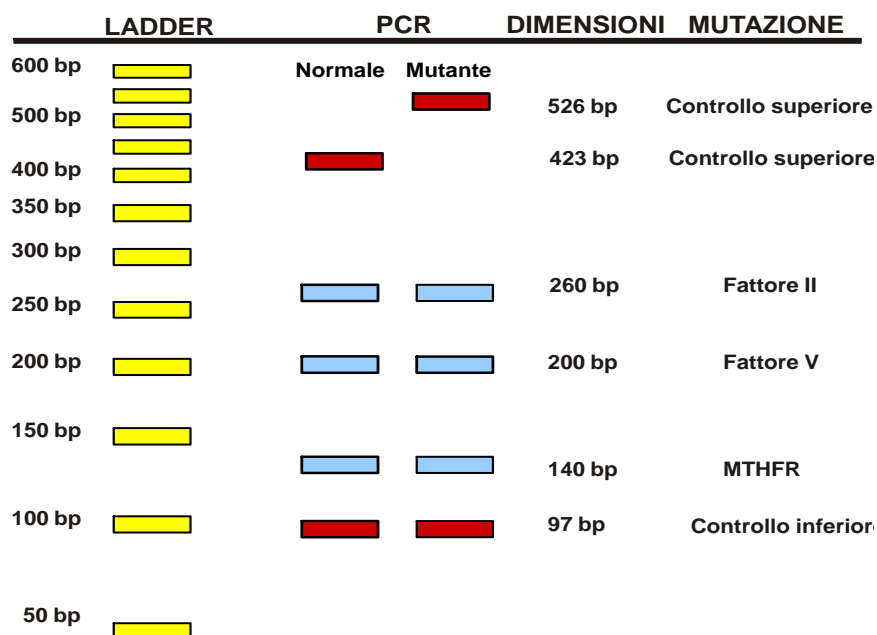 LADDER PCR DIMENSIONI MUTAZIONE
600 bp Normale Mutante
526 bp Controllo superiore
500 bp
423 bp Controllo superiore
400 bp
350 bp
300 bp
260 bp Fattore II
250 bp
200 bp 200 bp Fattore V
150 bp
140 bp MTHFR
100 bp 97 bp Controllo inferiore
50 bp